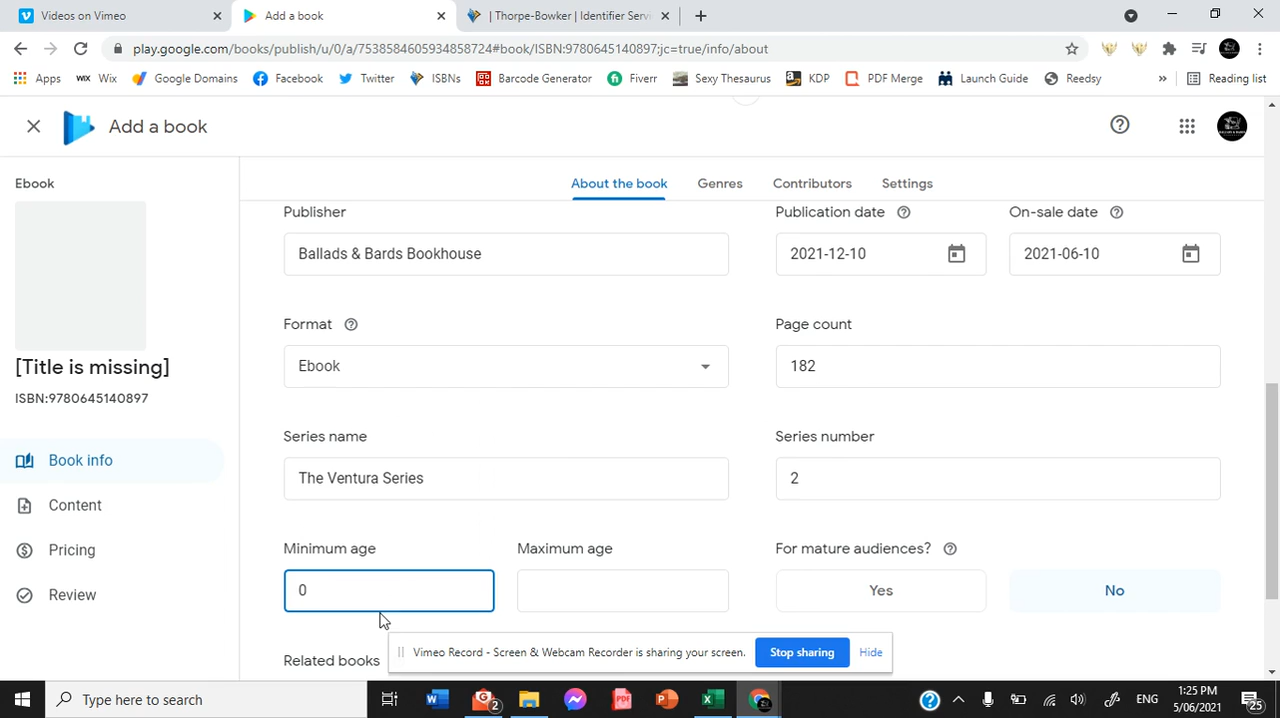 Videos on Vimeo
Add a book
| Thorpe-Bowker | Identifier Serv
play.google.com/books/publish/u/0/a/7538584605934858724#book/ISBN:9780645140897;jc=true/info/about
Apps
Wix
Google Domains
Facebook
Twitter
ISBNs
Barcode Generator
Fiverr
Sexy Thesaurus
KDP
PDF Merge
Launch Guide
Reedsy
»
Reading list
Add a book
Ebook
About the book
Genres
Contributors
Settings
Publisher
Publication date
On-sale date
Ballads & Bards Bookhouse
2021-12-10
2021-06-10
Format
Page count
[Title is missing]
Ebook
182
ISBN:9780645140897
Series name
Series number
Book info
The Ventura Series
2
Content
Pricing
Minimum age
Maximum age
For mature audiences?
Review
0
Yes
No
Related books
Vimeo Record - Screen & Webcam Recorder is sharing your screen.
Stop sharing
Hide
Type here to search
2
ENG
1:25 PM
5/06/2021
25